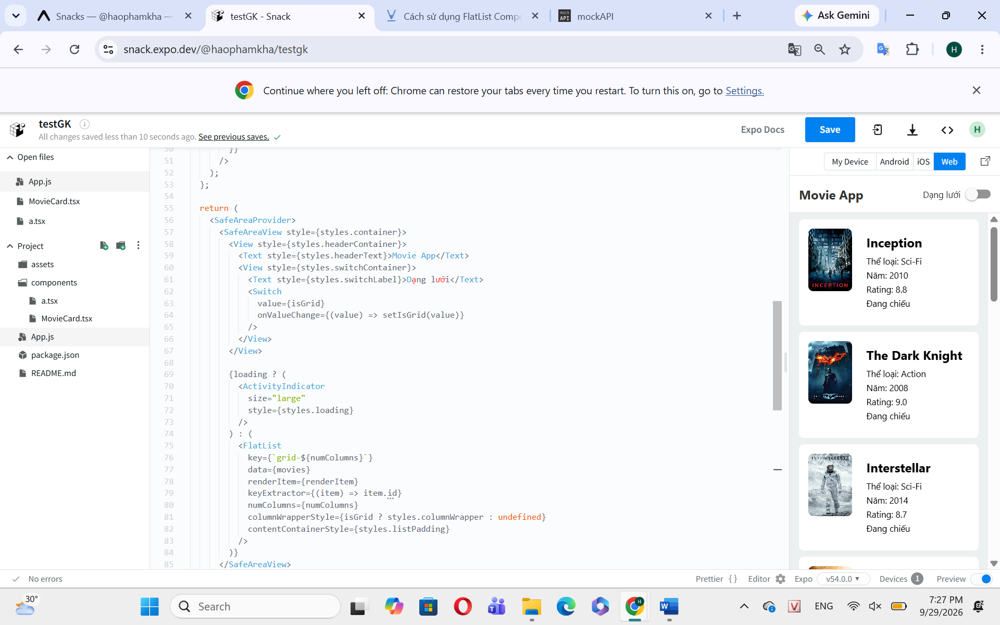 Snacks — @haophamkha —
testGK - Snack
Cách sử dụng FlatList Compo
mock API
mockAPI
Ask Gemini
snack.expo.dev/@haophamkha/testgk
H
Continue where you left off: Chrome can restore your tabs every time you restart. To turn this on, go to Settings.
testGK
All changes saved less than 10 seconds ago. See previous saves.
Expo Docs
Save
H
Open files
App.js
MovieCard.tsx
a.tsx
Project
assets
components
a.tsx
MovieCard.tsx
App.js
package.json
README.md
50 }}
51 />
52 );
53 };
54
55 return (
56 <SafeAreaProvider>
57 <SafeAreaView style={styles.container}>
58 <View style={styles.headerContainer}>
59 <Text style={styles.headerText}>Movie App</Text>
60 <View style={styles.switchContainer}>
61 <Text style={styles.switchLabel}>Dạng lưới</Text>
62 <Switch
63 value={isGrid}
64 onValueChange={(value) => setIsGrid(value)}
65 />
66 </View>
67 </View>
68
69 {loading ? (
70 <ActivityIndicator
71 size="large"
72 style={styles.loading}
73 />
74 ) : (
75 <FlatList
76 key={`grid-${numColumns}`}
77 data={movies}
78 renderItem={renderItem}
79 keyExtractor={(item) => item.id}
80 numColumns={numColumns}
81 columnWrapperStyle={isGrid ? styles.columnWrapper : undefined}
82 contentContainerStyle={styles.listPadding}
83 />
84 )}
85 </SafeAreaView>
My Device
Android
iOS
Web
Movie App
Dạng lưới
INCEPTION
Inception
Thể loại: Sci-Fi
Năm: 2010
Rating: 8.8
Đang chiếu
The Dark Knight
Thể loại: Action
Năm: 2008
Rating: 9.0
Đang chiếu
INTERSTELLAR
Interstellar
Thể loại: Sci-Fi
Năm: 2014
Rating: 8.7
Đang chiếu
No errors
Prettier { }
Editor
Expo
v54.0.0
Devices 1
Preview
30°
Search
ENG
7:27 PM
9/29/2026